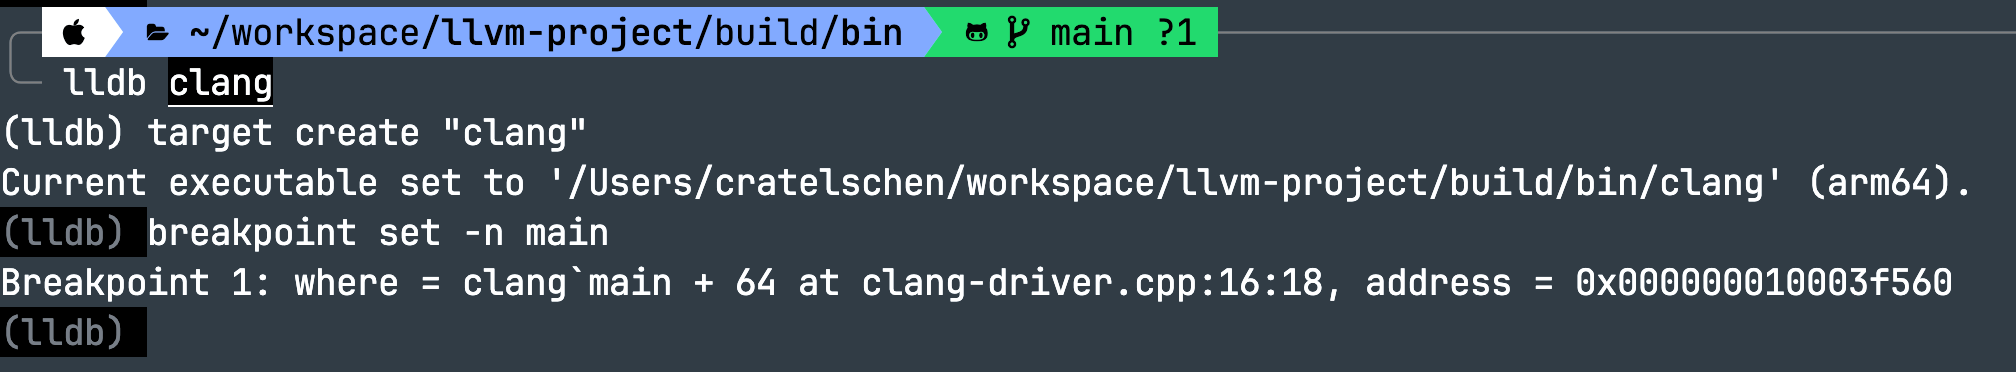 ~/workspace/llvm-project/build/bin main ?1
lldb clang
(lldb) target create "clang"
Current executable set to '/Users/cratelschen/workspace/llvm-project/build/bin/clang' (arm64).
(lldb) breakpoint set -n main
Breakpoint 1: where = clang`main + 64 at clang-driver.cpp:16:18, address = 0x000000010003f560
(lldb)